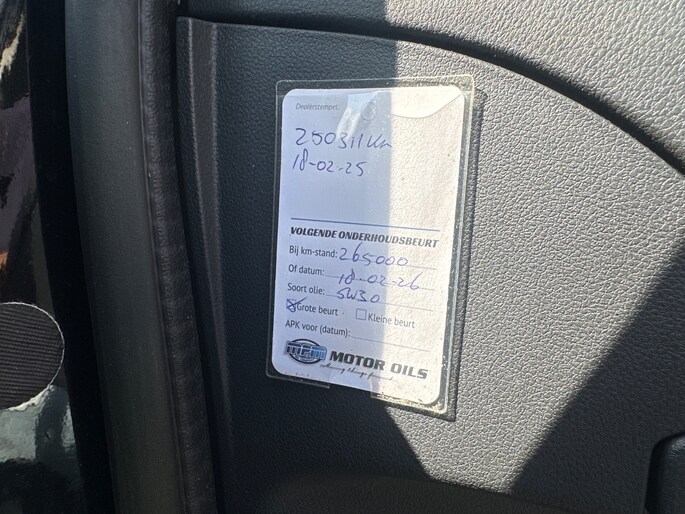 Dealerstempel:
250311km
18-02-25
VOLGENDE ONDERHOUDSBEURT
Bij km-stand: 265000
Of datum: 18-02-26
Soort olie: 5W30
Grote beurt Kleine beurt
APK voor (datum):
MOTOR OILS